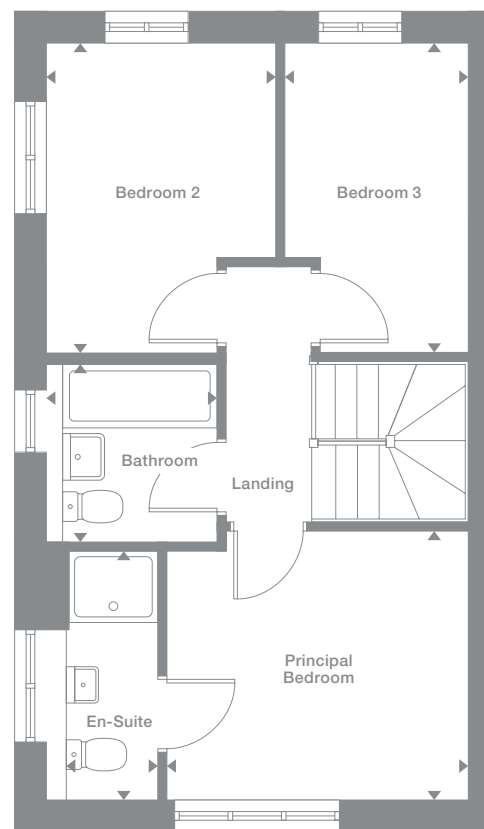 Bedroom 2
Bedroom 3
Bathroom
Landing
Principal
Bedroom
En-Suite